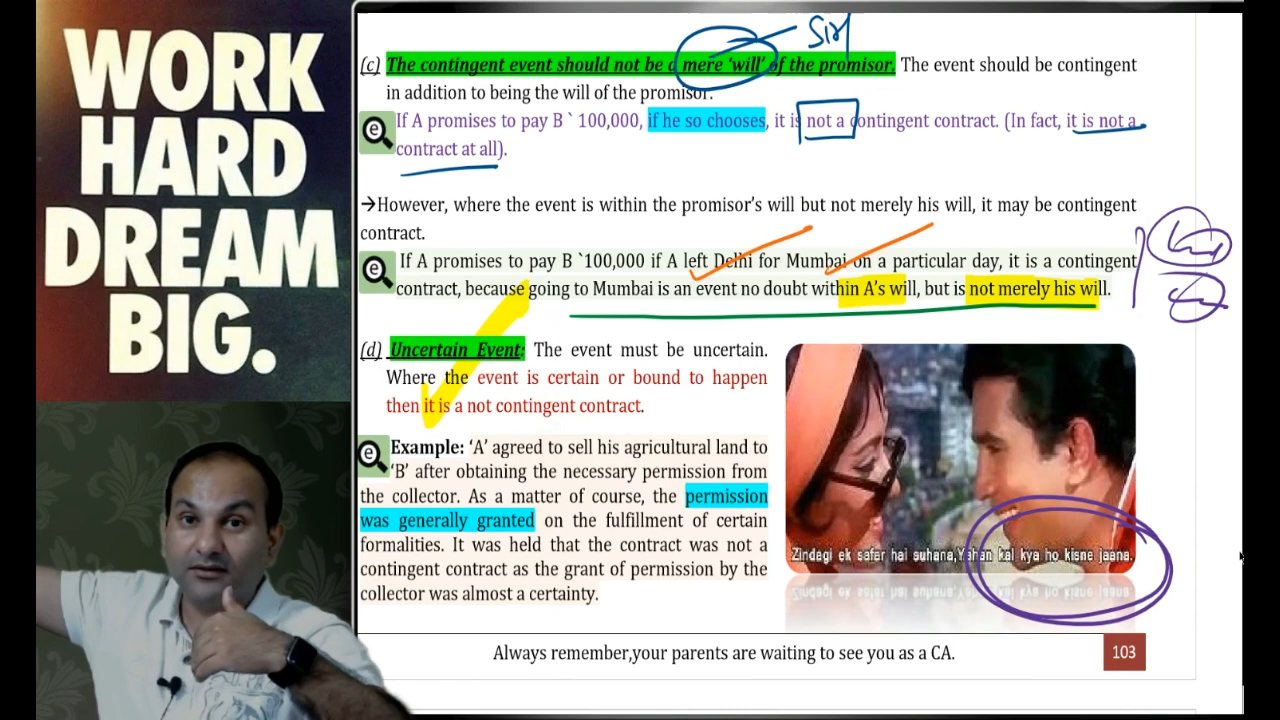 WORK
HARD
DREAM
BIG.
Sirf
(c) The contingent event should not be a mere ‘will’ of the promisor. The event should be contingent
in addition to being the will of the promisor.
If A promises to pay B ` 100,000, if he so chooses, it is not a contingent contract. (In fact, it is not a
contract at all).
→However, where the event is within the promisor’s will but not merely his will, it may be contingent
contract.
If A promises to pay B `100,000 if A left Delhi for Mumbai on a particular day, it is a contingent
contract, because going to Mumbai is an event no doubt within A’s will, but is not merely his will.
(d) Uncertain Event: The event must be uncertain.
Where the event is certain or bound to happen
then it is a not contingent contract.
Example: ‘A’ agreed to sell his agricultural land to
‘B’ after obtaining the necessary permission from
the collector. As a matter of course, the permission
was generally granted on the fulfillment of certain
formalities. It was held that the contract was not a
contingent contract as the grant of permission by the
collector was almost a certainty.
Zindagi ek safar hai suhana,Yahan kal kya ho kisne jaana.
Always remember,your parents are waiting to see you as a CA.
103